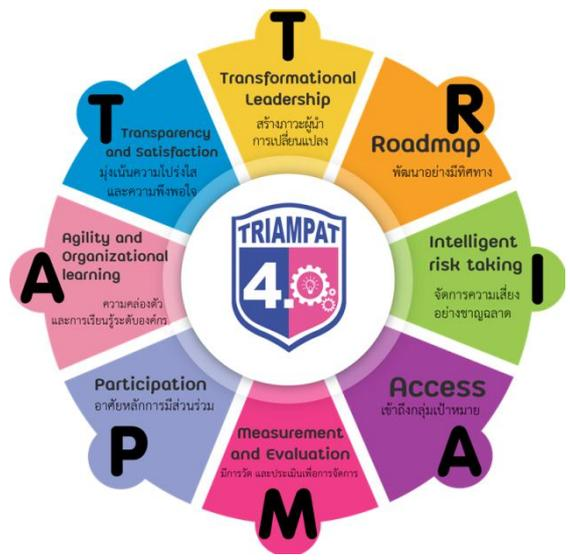 T
Transformational
Leadership
สร้างภาวะผู้นำ
การเปลี่ยนแปลง
R
Roadmap
พัฒนาอย่างมีทิศทาง
I
Intelligent
risk taking
จัดการความเสี่ยง
อย่างชาญฉลาด
A
Access
เข้าถึงกลุ่มเป้าหมาย
M
Measurement
and Evaluation
มีการวัด และประเมินเพื่อการจัดการ
P
Participation
อาศัยหลักการมีส่วนร่วม
A
Agility and
Organizational
learning
ความคล่องตัว
และการเรียนรู้ระดับองค์กร
T
Transparency
and Satisfaction
มุ่งเน้นความโปร่งใส
และความพึงพอใจ
TRIAMPAT
4.0